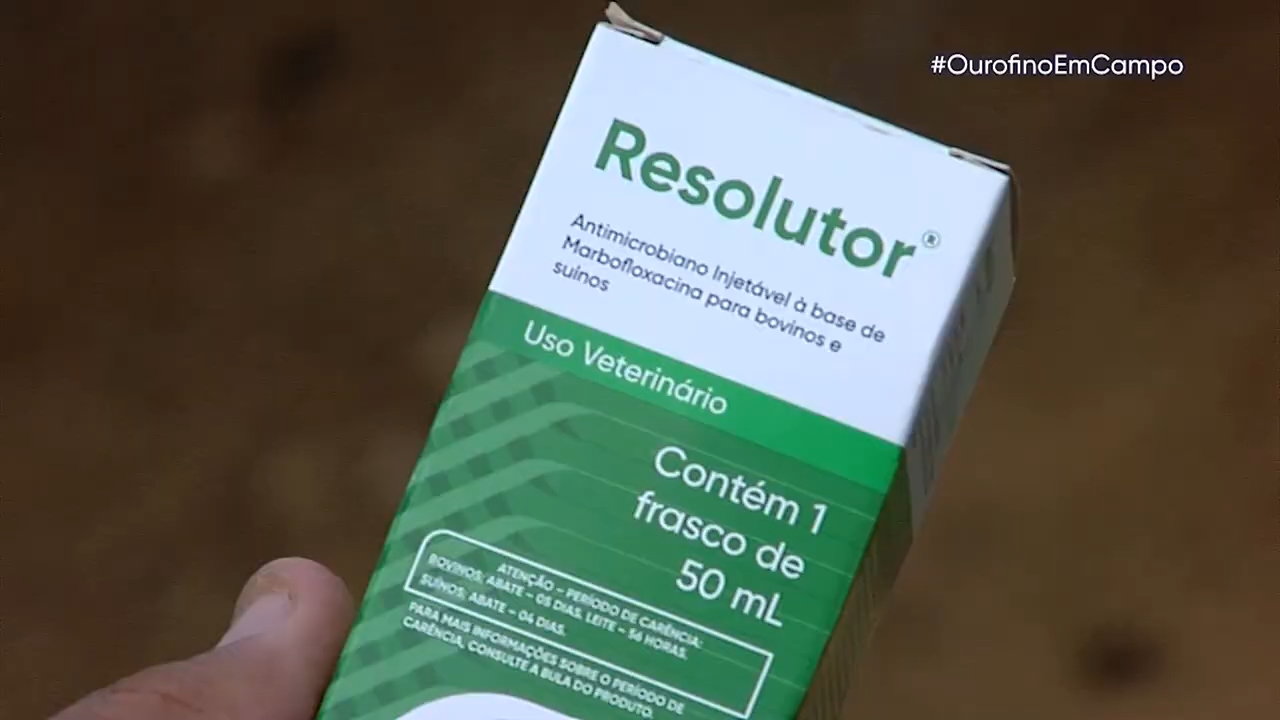 #OurofinoEmCampo
Resolutor®
Antimicrobiano Injetável à base de
Marbofloxacina para bovinos e
suínos
Uso Veterinário
Contém 1
frasco de
50 mL
ATENÇÃO – PERÍODO DE CARÊNCIA:
BOVINOS: ABATE – 05 DIAS, LEITE – 56 HORAS.
SUÍNOS: ABATE – 04 DIAS.
PARA MAIS INFORMAÇÕES SOBRE O PERÍODO DE
CARÊNCIA, CONSULTE A BULA DO PRODUTO.